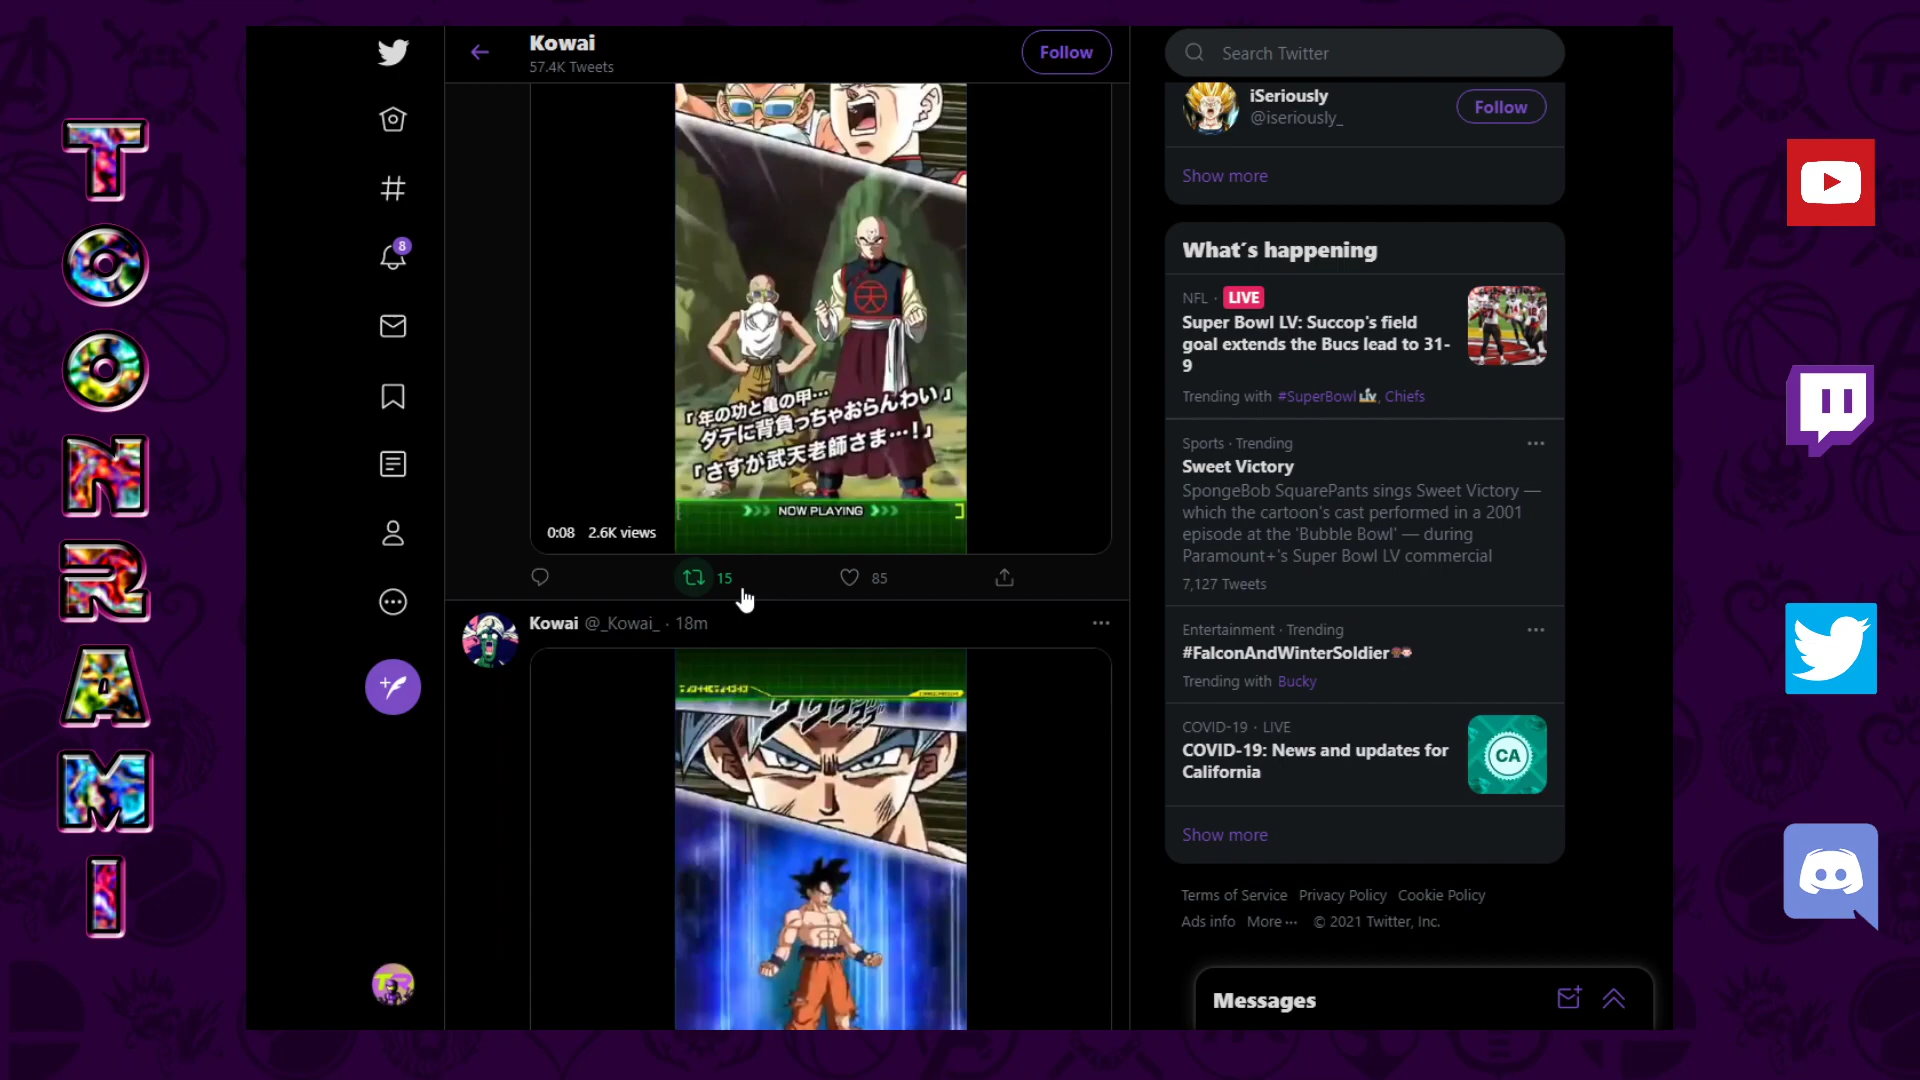 TOONRAMI
Kowai
57.4K Tweets
Follow
8
「年の功と亀の甲…
ダテに背負っちゃおらんわい」
「さすが武天老師さま…！」
NOW PLAYING
0:08 2.6K views
15
85
Kowai @_Kowai_ · 18m
Search Twitter
iSeriously
@iseriously_
Follow
Show more
What's happening
NFL · LIVE
Super Bowl LV: Succop's field
goal extends the Bucs lead to 31-
9
Trending with #SuperBowl, Chiefs
Sports · Trending
Sweet Victory
SpongeBob SquarePants sings Sweet Victory —
which the cartoon's cast performed in a 2001
episode at the 'Bubble Bowl' — during
Paramount+'s Super Bowl LV commercial
7,127 Tweets
Entertainment · Trending
#FalconAndWinterSoldier
Trending with Bucky
COVID-19 · LIVE
COVID-19: News and updates for
California
CA
Show more
Terms of Service Privacy Policy Cookie Policy
Ads info More ··· © 2021 Twitter, Inc.
Messages